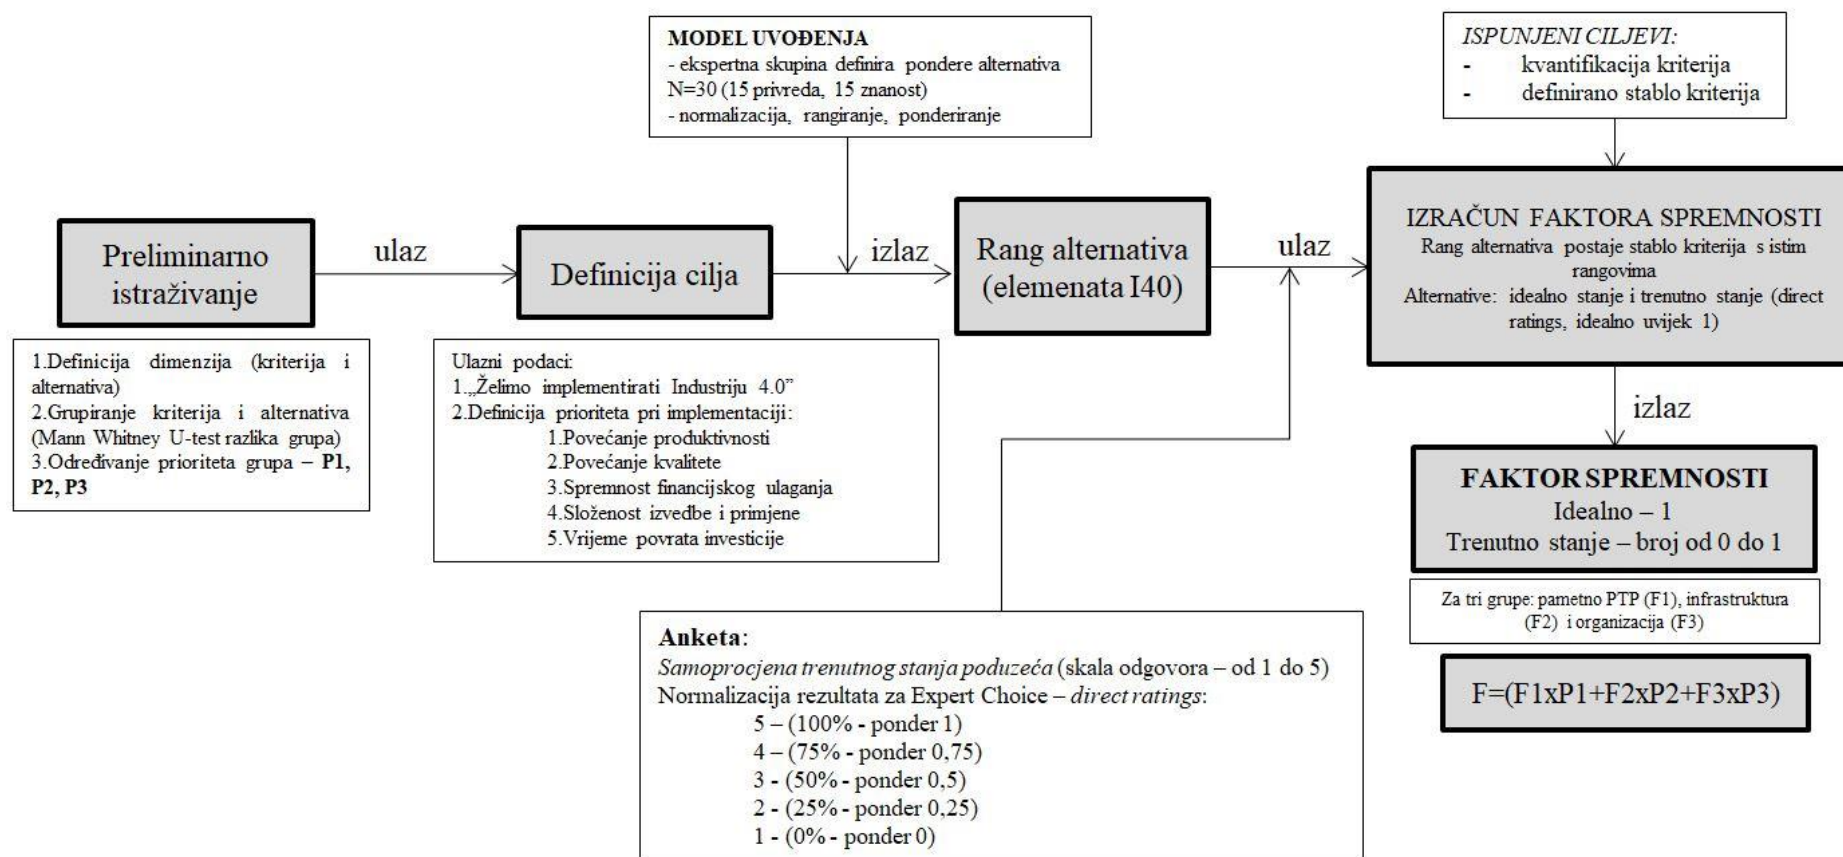 MODEL UVOĐENJA
- ekspertna skupina definira pondere alternativa
N=30 (15 privreda, 15 znanost)
- normalizacija, rangiranje, ponderiranje
ISPUNJENI CILJEVI:
- kvantifikacija kriterija
- definirano stablo kriterija
Preliminarno
istraživanje
ulaz
Definicija cilja
izlaz
Rang alternativa
(elemenata I40)
ulaz
IZRAČUN FAKTORA SPREMNOSTI
Rang alternativa postaje stablo kriterija s istim
rangovima
Alternative: idealno stanje i trenutno stanje (direct
ratings, idealno uvijek 1)
1.Definicija dimenzija (kriterija i
alternativa)
2.Grupiranje kriterija i alternativa
(Mann Whitney U-test razlika grupa)
3.Određivanje prioriteta grupa – P1,
P2, P3
Ulazni podaci:
1.„Želimo implementirati Industriju 4.0”
2.Definicija prioriteta pri implementaciji:
1.Povećanje produktivnosti
2.Povećanje kvalitete
3.Spremnost financijskog ulaganja
4.Složenost izvedbe i primjene
5.Vrijeme povrata investicije
izlaz
FAKTOR SPREMNOSTI
Idealno – 1
Trenutno stanje – broj od 0 do 1
Za tri grupe: pametno PTP (F1), infrastruktura
(F2) i organizacija (F3)
F=(F1xP1+F2xP2+F3xP3)
Anketa:
Samoprocjena trenutnog stanja poduzeća (skala odgovora – od 1 do 5)
Normalizacija rezultata za Expert Choice – direct ratings:
5 – (100% - ponder 1)
4 – (75% - ponder 0,75)
3 - (50% - ponder 0,5)
2 - (25% - ponder 0,25)
1 - (0% - ponder 0)